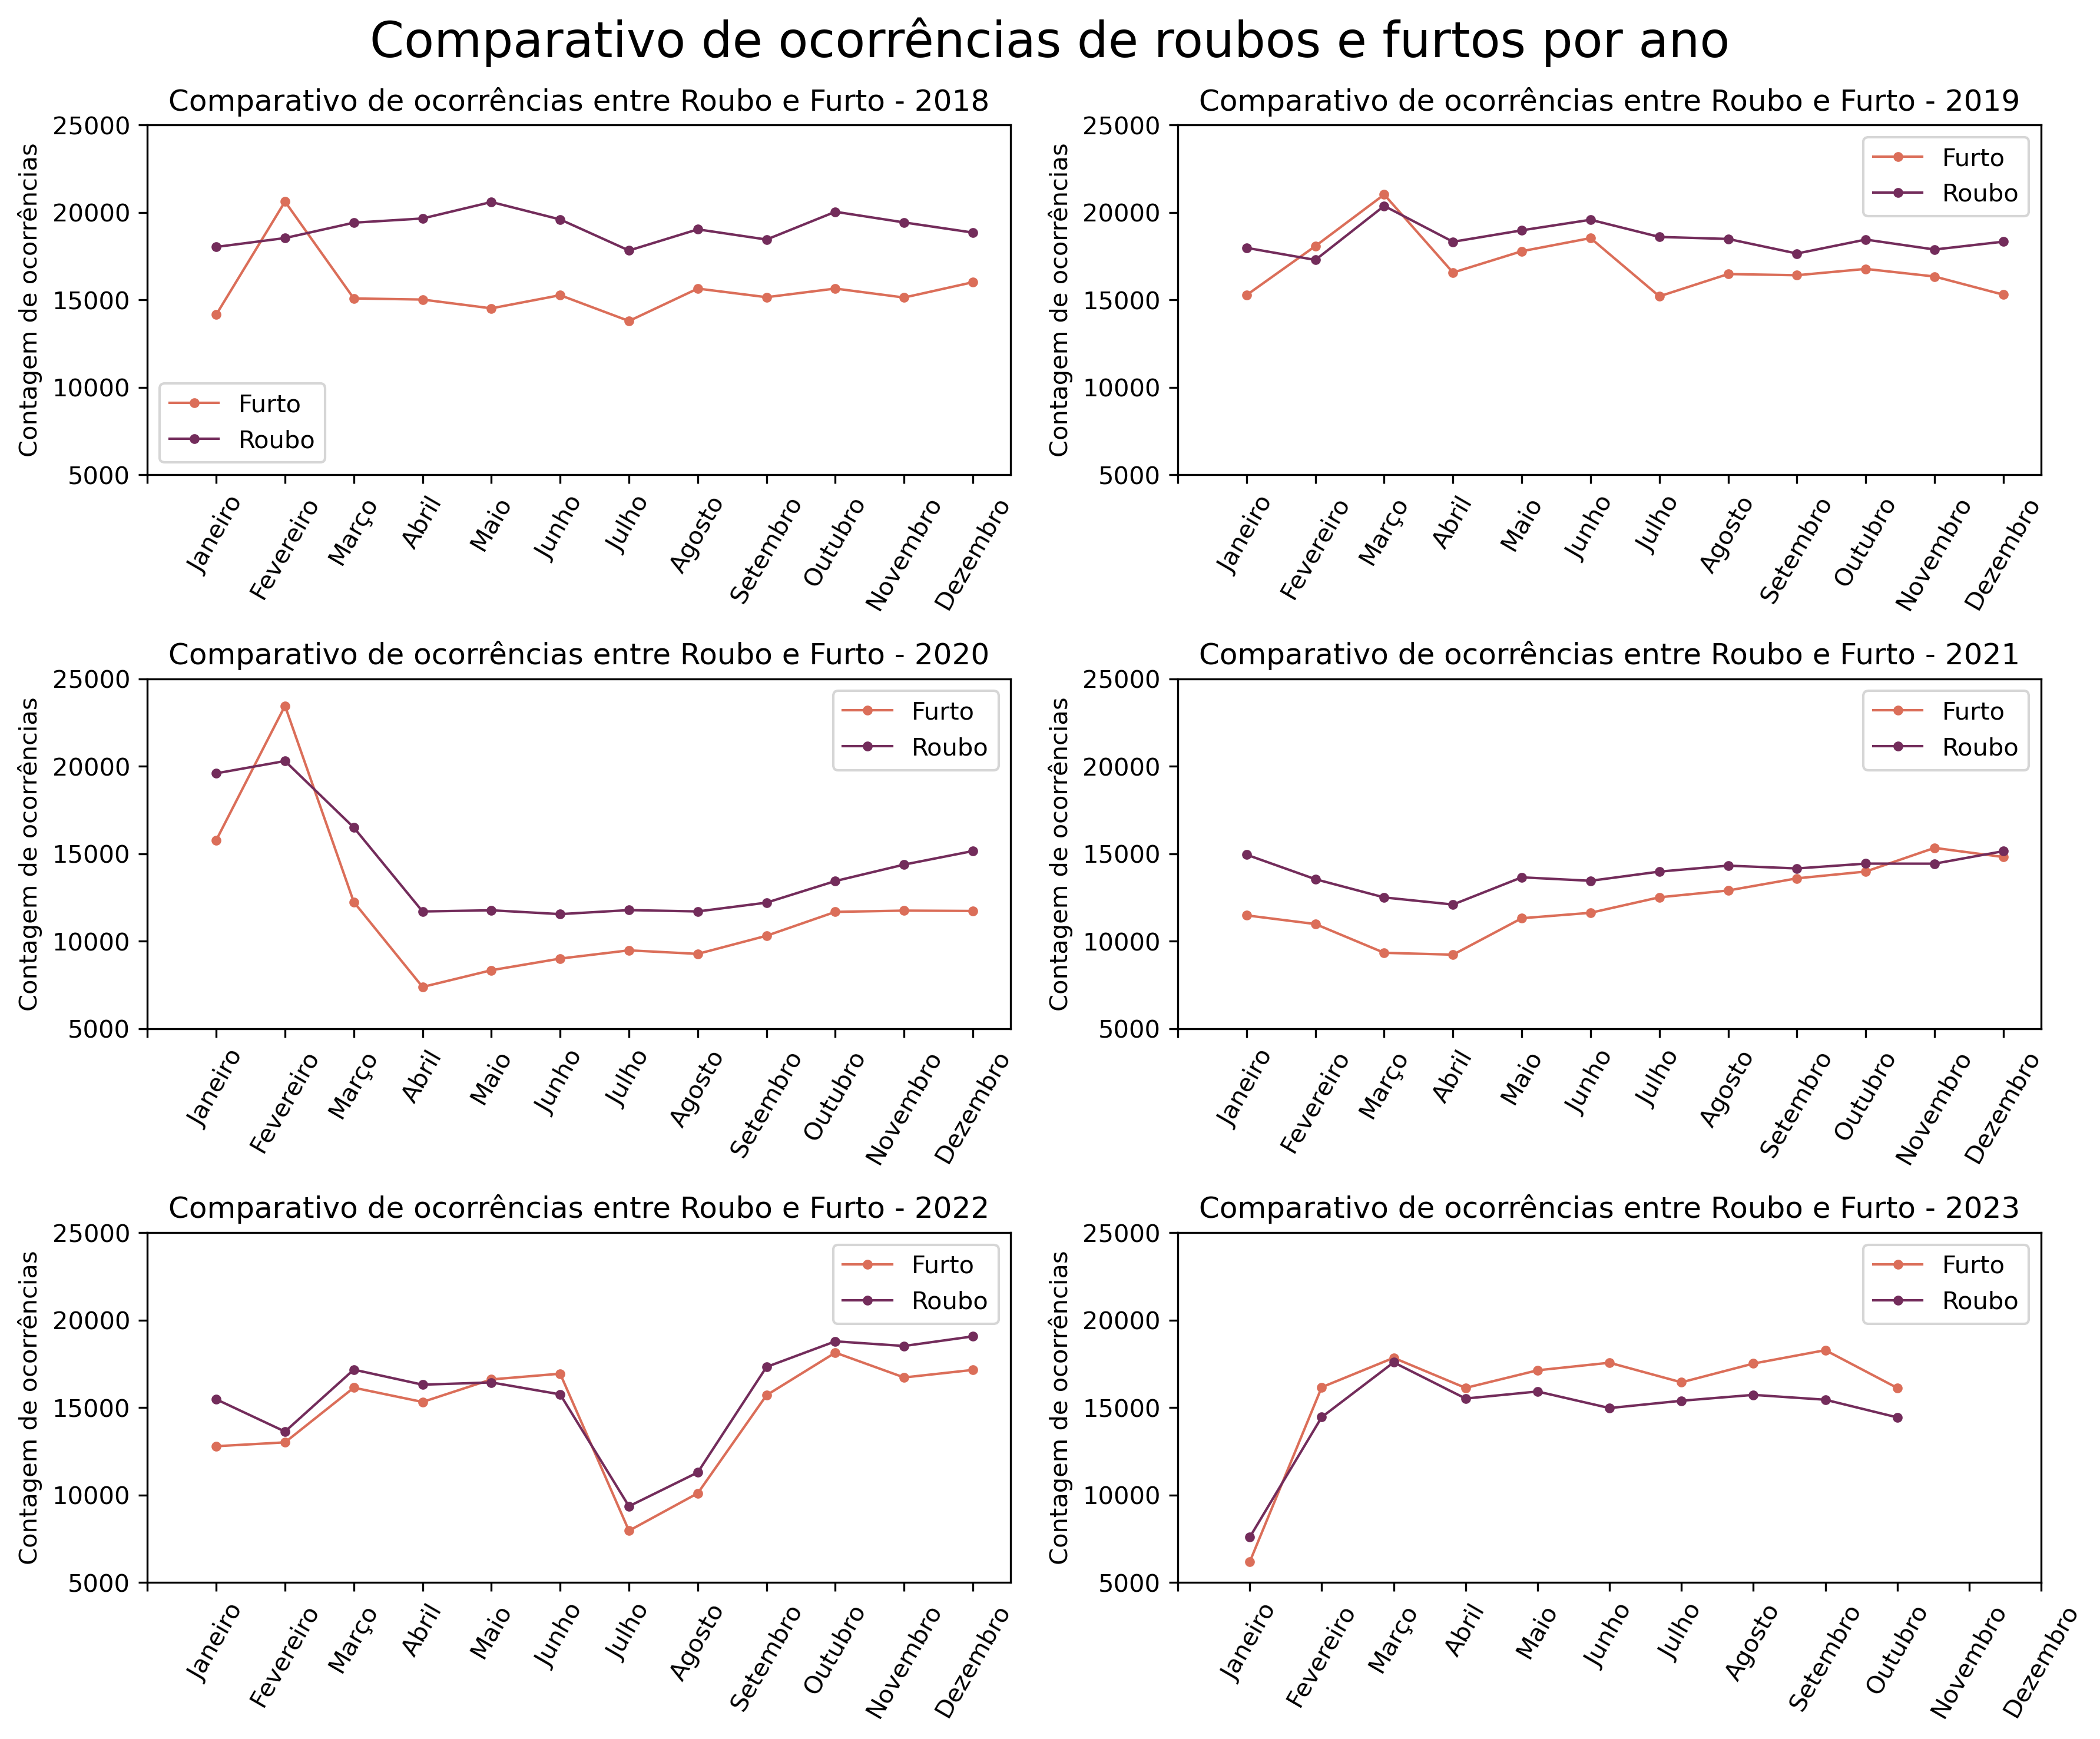 Comparativo de ocorrências de roubos e furtos por ano
Comparativo de ocorrências entre Roubo e Furto - 2018
Contagem de ocorrências
25000
20000
15000
10000
5000
Furto
Roubo
Janeiro
Fevereiro
Março
Abril
Maio
Junho
Julho
Agosto
Setembro
Outubro
Novembro
Dezembro
Comparativo de ocorrências entre Roubo e Furto - 2019
Contagem de ocorrências
25000
20000
15000
10000
5000
Furto
Roubo
Janeiro
Fevereiro
Março
Abril
Maio
Junho
Julho
Agosto
Setembro
Outubro
Novembro
Dezembro
Comparativo de ocorrências entre Roubo e Furto - 2020
Contagem de ocorrências
25000
20000
15000
10000
5000
Furto
Roubo
Janeiro
Fevereiro
Março
Abril
Maio
Junho
Julho
Agosto
Setembro
Outubro
Novembro
Dezembro
Comparativo de ocorrências entre Roubo e Furto - 2021
Contagem de ocorrências
25000
20000
15000
10000
5000
Furto
Roubo
Janeiro
Fevereiro
Março
Abril
Maio
Junho
Julho
Agosto
Setembro
Outubro
Novembro
Dezembro
Comparativo de ocorrências entre Roubo e Furto - 2022
Contagem de ocorrências
25000
20000
15000
10000
5000
Furto
Roubo
Janeiro
Fevereiro
Março
Abril
Maio
Junho
Julho
Agosto
Setembro
Outubro
Novembro
Dezembro
Comparativo de ocorrências entre Roubo e Furto - 2023
Contagem de ocorrências
25000
20000
15000
10000
5000
Furto
Roubo
Janeiro
Fevereiro
Março
Abril
Maio
Junho
Julho
Agosto
Setembro
Outubro
Novembro
Dezembro